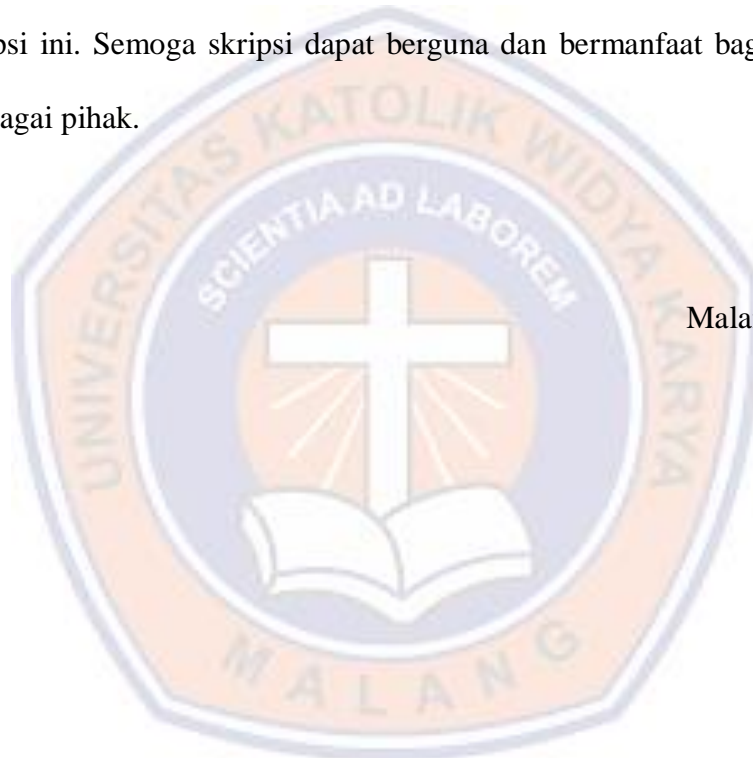 psi ini. Semoga skripsi dapat berguna dan bermanfaat bag
agai pihak.
UNIVERSITAS KATOLIK WIDYA KARYA
SCIENTIA AD LABOREM
Mala
MALANG